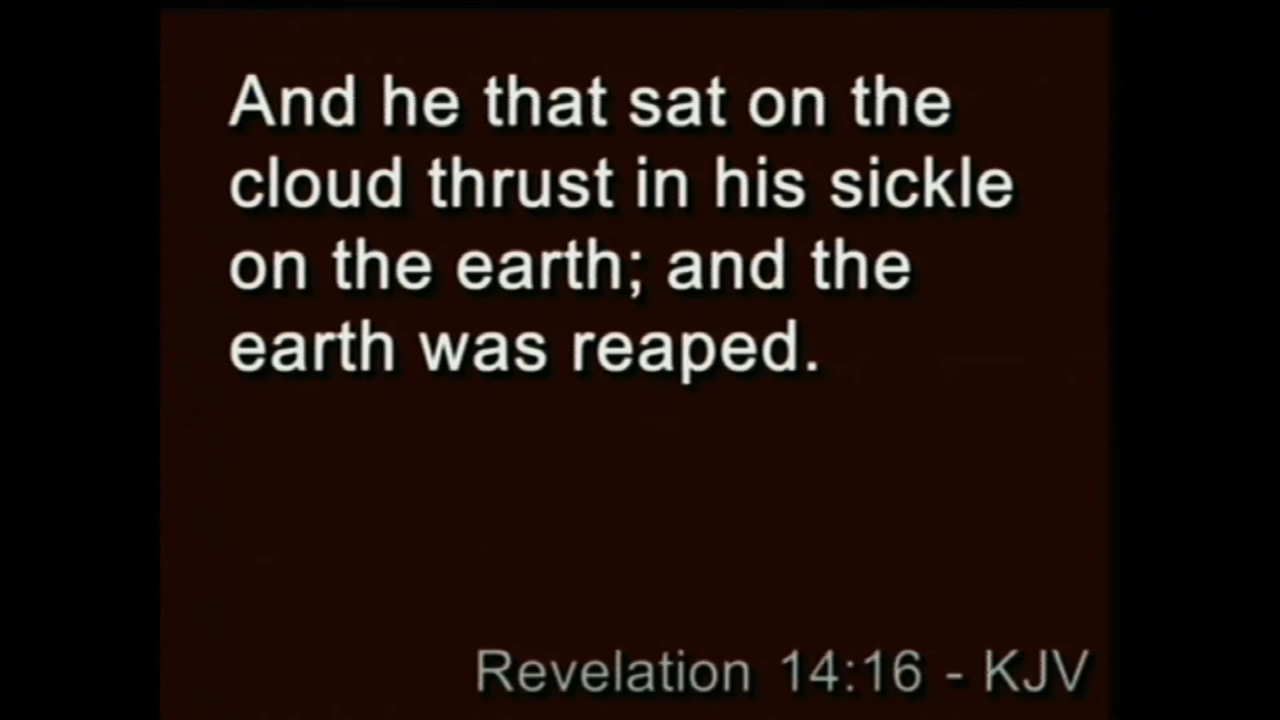 And he that sat on the
cloud thrust in his sickle
on the earth; and the
earth was reaped.
Revelation 14:16 - KJV